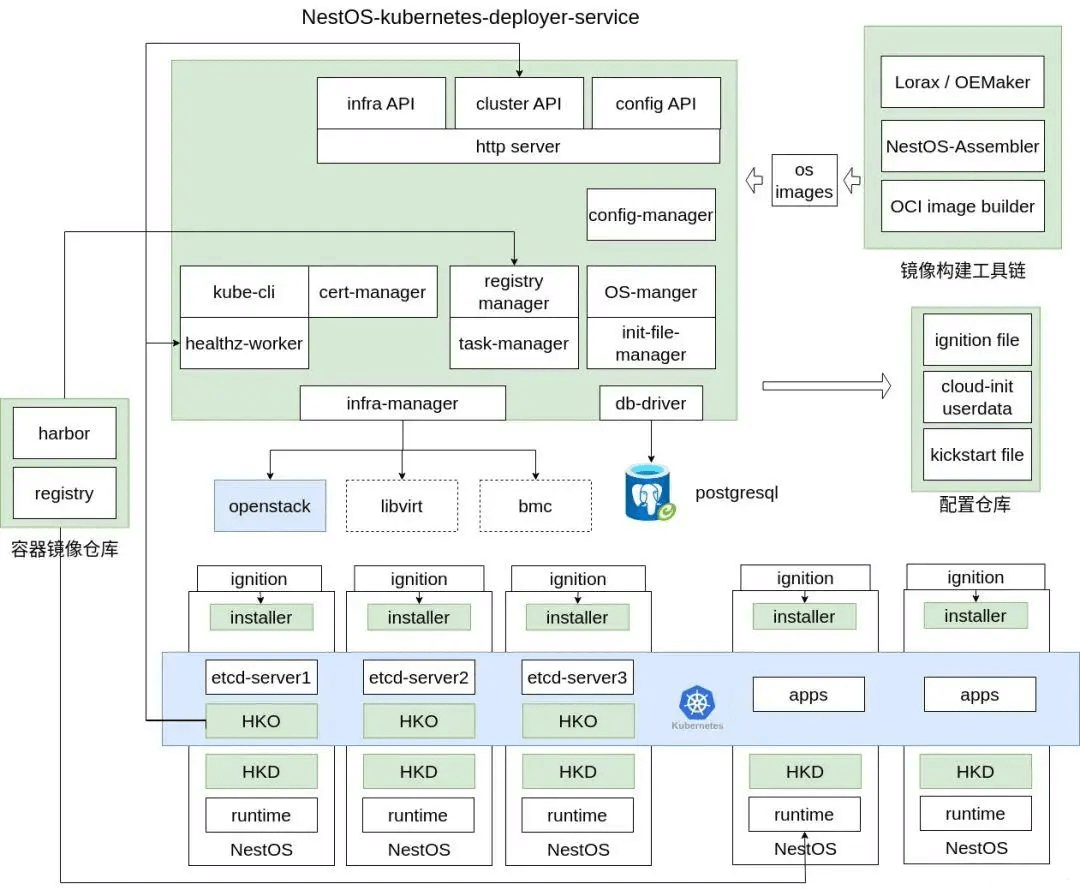 NestOS-kubernetes-deployer-service
infra API
cluster API
config API
http server
config-manager
kube-cli
cert-manager
healthz-worker
registry
manager
task-manager
OS-manger
init-file-
manager
infra-manager
db-driver
os
images
Lorax / OEMaker
NestOS-Assembler
OCI image builder
镜像构建工具链
ignition file
cloud-init
userdata
kickstart file
配置仓库
harbor
registry
容器镜像仓库
openstack
libvirt
bmc
postgresql
ignition
installer
etcd-server1
HKO
HKD
runtime
NestOS
ignition
installer
etcd-server2
HKO
HKD
runtime
NestOS
ignition
installer
etcd-server3
HKO
HKD
runtime
NestOS
Kubernetes
ignition
installer
apps
HKD
runtime
NestOS
ignition
installer
apps
HKD
runtime
NestOS